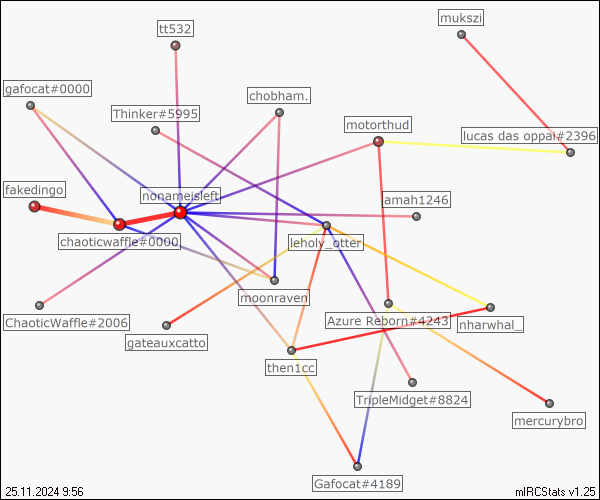 mukszi
tt532
gafocat#0000
chobham.
Thinker#5995
motorthud
lucas das oppai#2396
fakedingo
nonameisleft
amah1246
chaoticwaffle#0000
leholy_otter
moonraven
ChaoticWaffle#2006
Azure Reborn#4243
nharwhal_
gateauxcatto
then1cc
TripleMidget#8824
mercurybro
Gafocat#4189
25.11.2024 9:56
mIRCStats v1.25